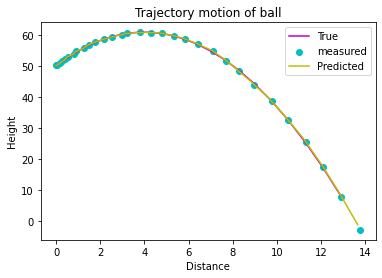 Trajectory motion of ball
True
measured
Predicted
Height
60
50
40
30
20
10
0
0 2 4 6 8 10 12 14
Distance